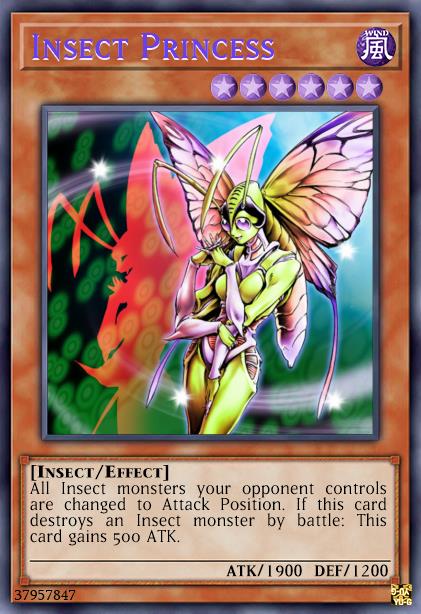 Insect Princess
WIND
風
[Insect/Effect]
All Insect monsters your opponent controls
are changed to Attack Position. If this card
destroys an Insect monster by battle: This
card gains 500 ATK.
ATK/1900 DEF/1200
37957847